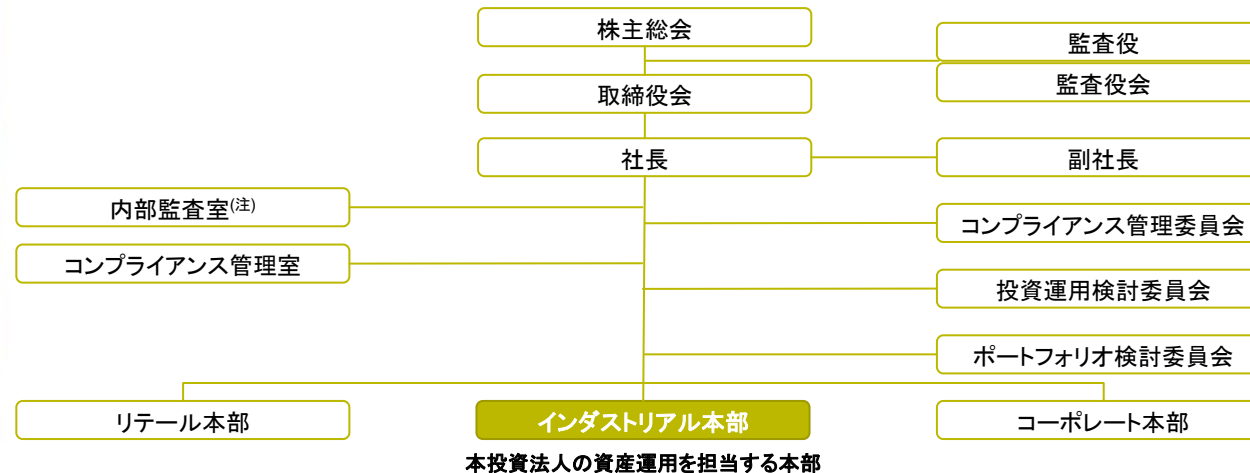 株主総会
監査役
監査役会
取締役会
社長
副社長
内部監査室(注)
コンプライアンス管理委員会
コンプライアンス管理室
投資運用検討委員会
ポートフォリオ検討委員会
リテール本部
インダストリアル本部
コーポレート本部
本投資法人の資産運用を担当する本部